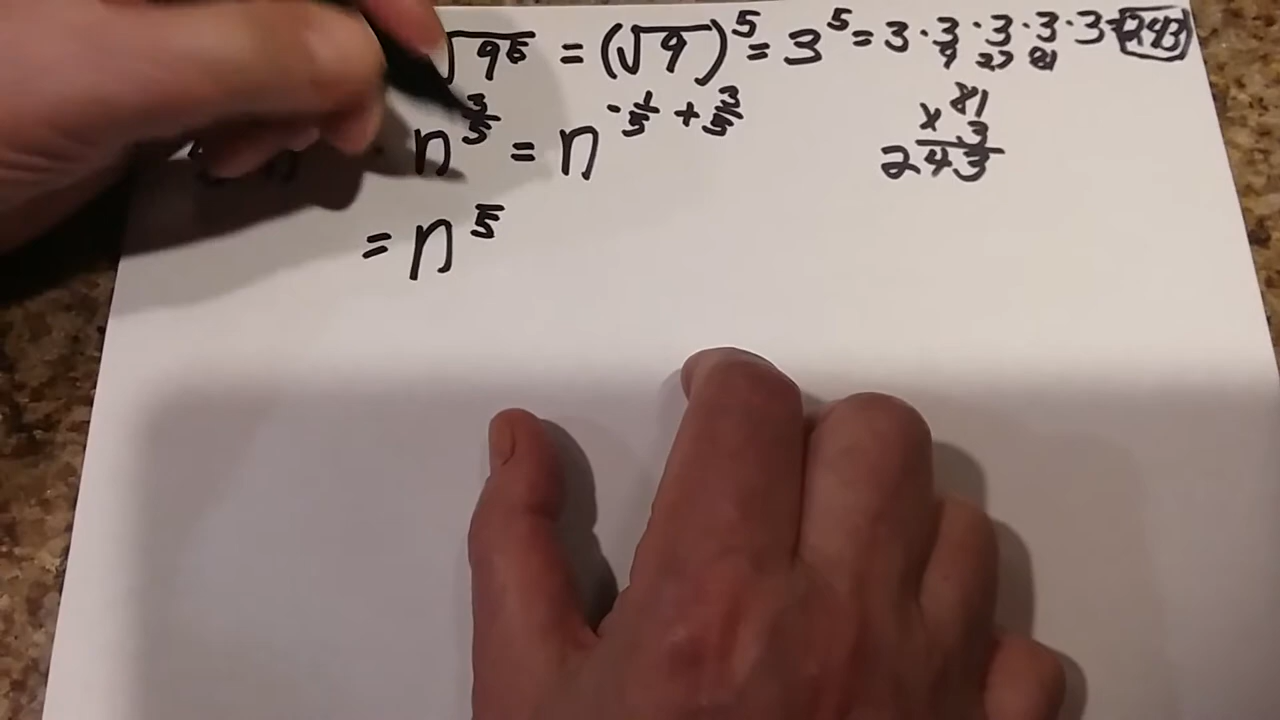 √9⁵ = (√9)⁵ = 3⁵ = 3 · 3 · 3 · 3 · 3 = 243
9 27 81
81
n^(3/5) = n^(-1/5 + 3/5)
x 3
243
= n^(‾5)